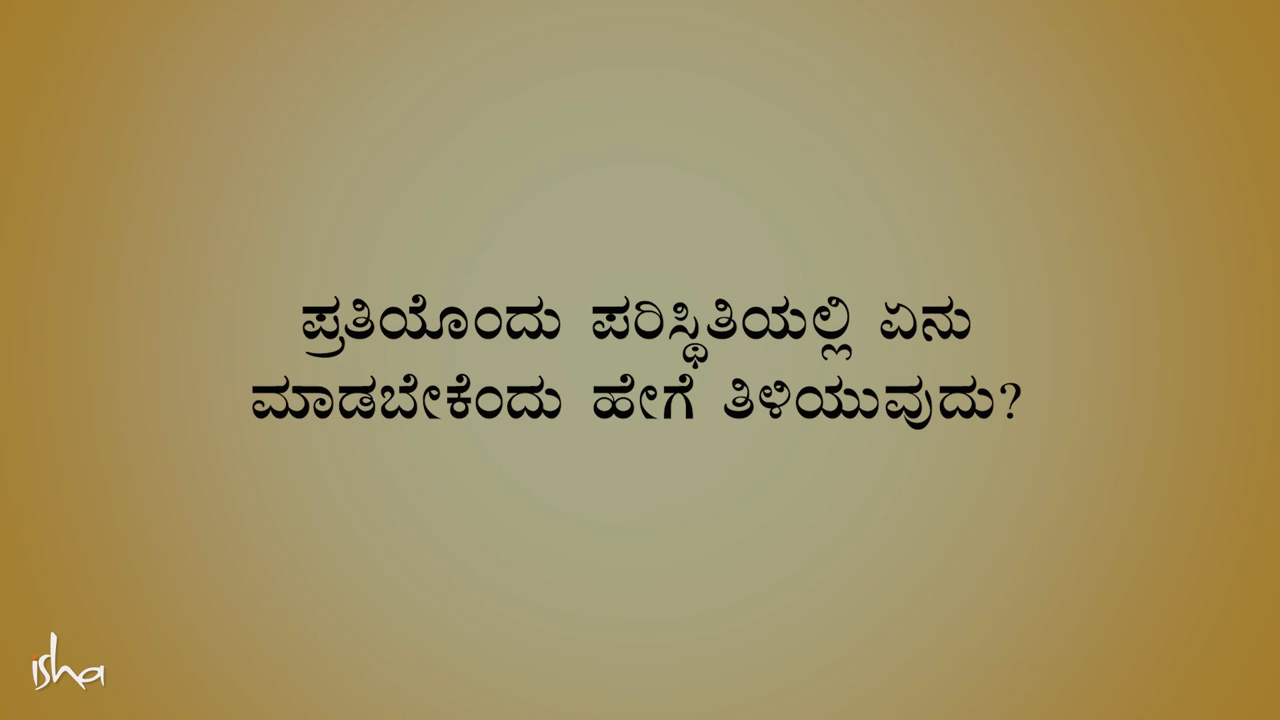 ಪ್ರತಿಯೊಂದು ಪರಿಸ್ಥಿತಿಯಲ್ಲಿ ಏನು
ಮಾಡಬೇಕೆಂದು ಹೇಗೆ ತಿಳಿಯುವುದು?
isha